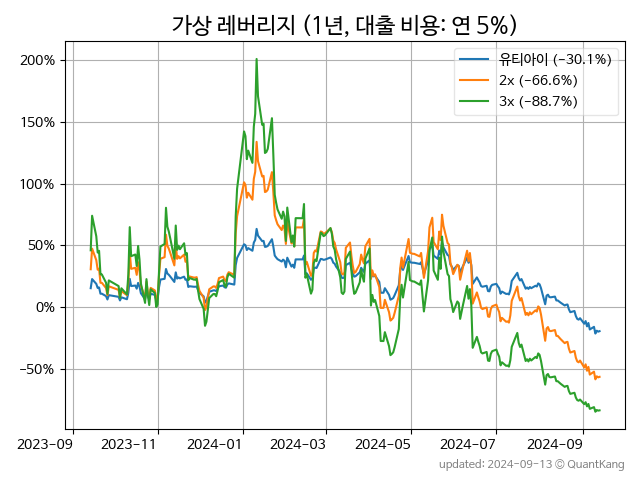 가상 레버리지 (1년, 대출 비용: 연 5%)
200%
150%
100%
50%
0%
−50%
유티아이 (−30.1%)
2x (−66.6%)
3x (−88.7%)
2023-09 2023-11 2024-01 2024-03 2024-05 2024-07 2024-09
updated: 2024-09-13 © QuantKang